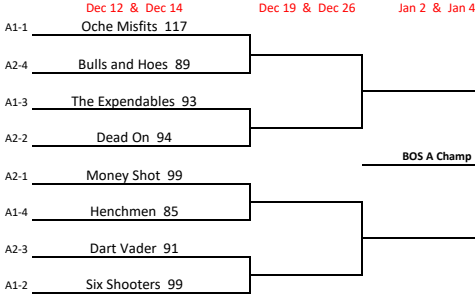 Dec 12 & Dec 14 Dec 19 & Dec 26 Jan 2 & Jan 4
A1-1 Oche Misfits 117
A2-4 Bulls and Hoes 89
A1-3 The Expendables 93
A2-2 Dead On 94
BOS A Champ
A2-1 Money Shot 99
A1-4 Henchmen 85
A2-3 Dart Vader 91
A1-2 Six Shooters 99